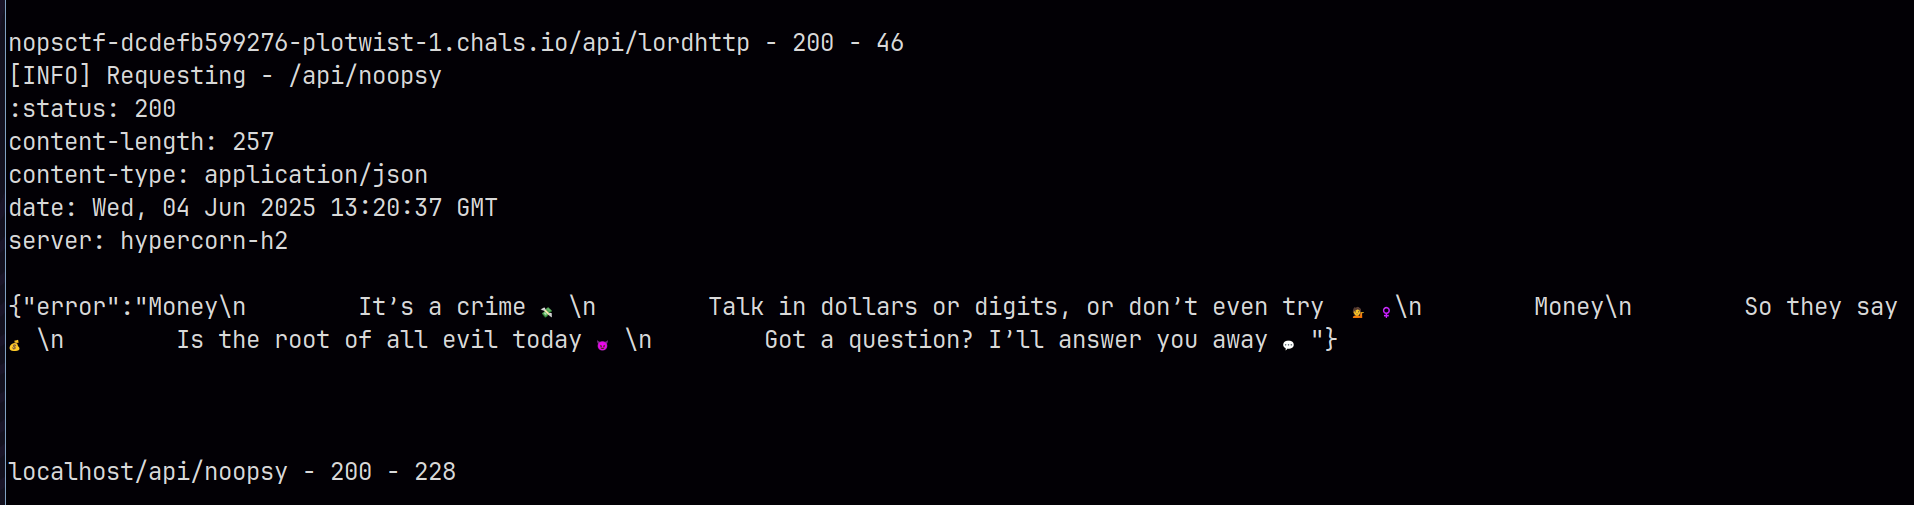 nopsctf-dcdefb599276-plotwist-1.chals.io/api/lordhttp - 200 - 46
[INFO] Requesting - /api/noopsy
:status: 200
content-length: 257
content-type: application/json
date: Wed, 04 Jun 2025 13:20:37 GMT
server: hypercorn-h2
{"error":"Money\n        It’s a crime 💸 \n        Talk in dollars or digits, or don’t even try  💁 ♀\n        Money\n        So they say
💰 \n        Is the root of all evil today 😈 \n        Got a question? I’ll answer you away 💬 "}
localhost/api/noopsy - 200 - 228